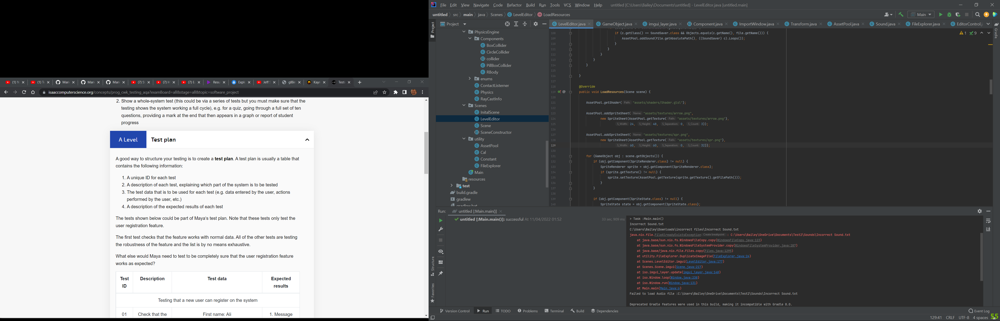 (1) Y
(1) T
Mari
Mari
Mari
(7) S
(7) H
(7) E
Resu
Expl
Jeff S
glBin
Kayn
Testi
isaaccomputerscience.org/concepts/prog_cwk_testing_aqa?examBoard=all&stage=all&topic=software_project
2. Show a whole-system test (this could be via a series of tests but you must make sure that the
testing shows the system working a full cycle), e.g. for a quiz, going through a full set of ten
questions, providing a mark at the end that then appears in a graph or report of student
progress
A Level
Test plan
A good way to structure your testing is to create a test plan. A test plan is usually a table that
contains the following information:
1. A unique ID for each test
2. A description of each test, explaining which part of the system is to be tested
3. The test data that is to be used for each test (e.g. data entered by the user, actions
performed by the user, etc.)
4. A description of the expected results of each test
The tests shown below could be part of Maya's test plan. Note that these tests only test the
user registration feature.
The first test checks that the feature works with normal data. All of the other tests are testing
the robustness of the feature and the list is by no means exhaustive.
What else would Maya need to test to be completely sure that the user registration feature
works as expected?
Test ID
Description
Test data
Expected results
Testing that a new user can register on the system
01
Check that the
First name: Ali
1. Message
File Edit View Navigate Code Refactor Build Run Tools VCS Window Help untitled [C:\Users\Bailey\Documents\untitled] - LevelEditor.java [untitled.main]
untitled src main java Scenes LevelEditor LoadResources
Main
Project
Project
LevelEditor.java GameObject.java imgui_layer.java Component.java ImportWindow.java Transform.java AssetPool.java Sound.java FileExplorer.java EditorControl.j
Gradle
PhysicsEngine
Components
BoxCollider
CircleCollider
collider
PillBoxCollider
RBody
enums
ContactListerner
Physics
RayCastInfo
Scenes
InitalScene
LevelEditor
Scene
SceneConstructor
utility
AssetPool
Cal
Constant
FileExplorer
Main
resources
test
build.gradle
gradlew
gradlew.bat
1 9
108 if (c.getClass() == SoundSaver.class && Objects.equals(c.getName(), file.getName())) {
109 AssetPool.addSound(file.getAbsolutePath(), ((SoundSaver) c).Loops());
110 }
111 }
112 }
113 }
114 }
115
116 }
117
118 @Override
119 @ public void LoadResources(Scene scene) {
120
121 AssetPool.getShader( Path: "assets/shaders/Shader.glsl");
122
123 AssetPool.addSpriteSheet( Name: "assets/textures/arrow.png",
124 new SpriteSheet(AssetPool.getTexture( Path: "assets/textures/arrow.png"),
125 S_Width: 24, S_Height: 48, S_Separation: 0, S_Count: 3));
126
127 AssetPool.addSpriteSheet( Name: "assets/textures/spr.png",
128 new SpriteSheet(AssetPool.getTexture( Path: "assets/textures/spr.png"),
129 S_Width: 60, S_Height: 60, S_Separation: 0, S_Count: 32));
130
131 for (GameObject obj : scene.getObjects()) {
132 if (obj.getComponent(SpriteRenderer.class) != null) {
133 SpriteRenderer sprite = obj.getComponent(SpriteRenderer.class);
134 if (sprite.getTexture() != null) {
135 sprite.setTexture(AssetPool.getTexture(sprite.getTexture().getFilePath()));
136 }
137 }
138
139 if (obj.getComponent(SpriteState.class) != null) {
140 SpriteState state = obj.getComponent(SpriteState.class);
Run: untitled [:Main.main()]
untitled [:Main.main()]: successful At 11/04/2022 01:52 33 sec, 909 ms
> Task :Main.main()
Incorrect Sound.txt
C:\Users\Bailey\Downloads\incorrect files\Incorrect Sound.txt
java.nio.file.FileAlreadyExistsException Create breakpoint : C:\Users\Bailey\OneDrive\Documents\Test2\Sounds\Incorrect Sound.txt
at java.base/sun.nio.fs.WindowsFileCopy.copy(WindowsFileCopy.java:123)
at java.base/sun.nio.fs.WindowsFileSystemProvider.copy(WindowsFileSystemProvider.java:287)
at java.base/java.nio.file.Files.copy(Files.java:1295)
at utility.FileExplorer.DuplicateImageFile(FileExplorer.java:24)
at Scenes.LevelEditor.imgui(LevelEditor.java:177)
at Scenes.Scene.imgui(Scene.java:217)
at iso.imgui_layer.update(imgui_layer.java:148)
at iso.Window.loop(Window.java:238)
at iso.Window.run(Window.java:131)
at Main.main(Main.java:6)
Failed to load Audio file :C:\Users\Bailey\OneDrive\Documents\Test2\Sounds\Incorrect Sound.txt
Deprecated Gradle features were used in this build, making it incompatible with Gradle 8.0.
Structure
Favorites
Version Control Run TODO Problems Terminal Build Dependencies Event Log
129:41 CRLF UTF-8 4 spaces
55